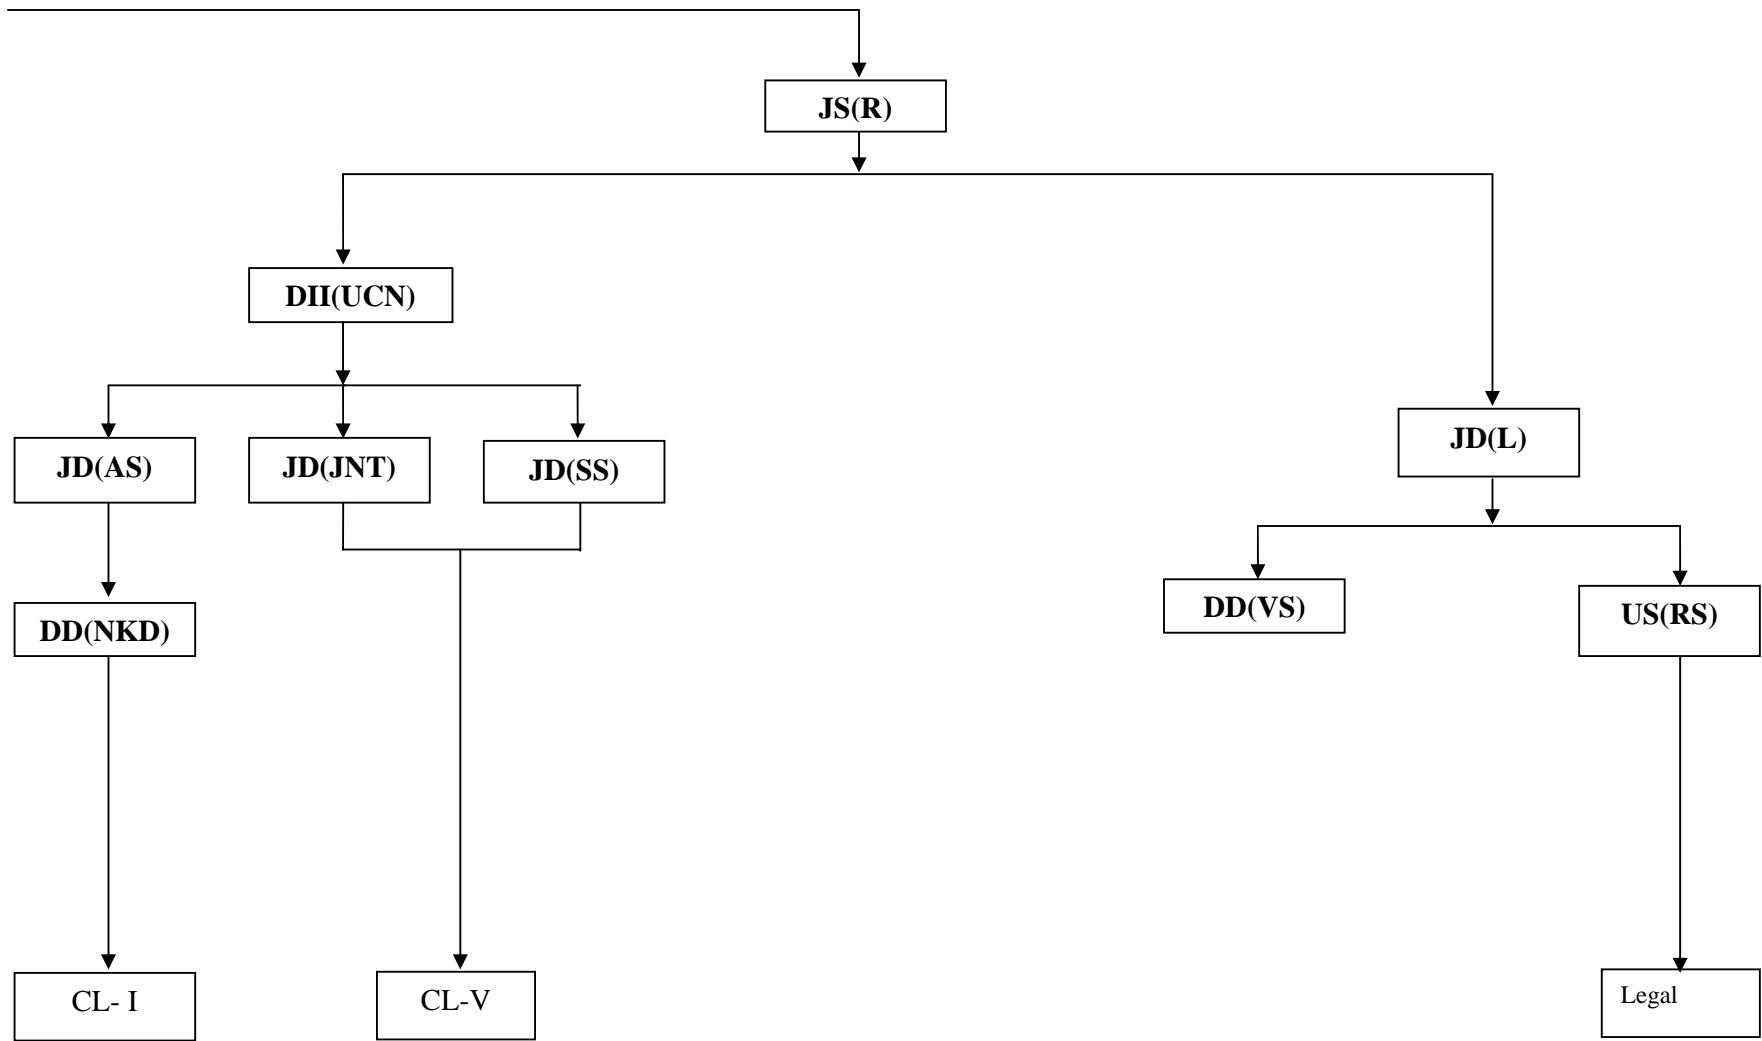 JS(R)
DII(UCN)
JD(L)
JD(AS)
JD(JNT)
JD(SS)
DD(VS)
US(RS)
DD(NKD)
CL- I
CL-V
Legal